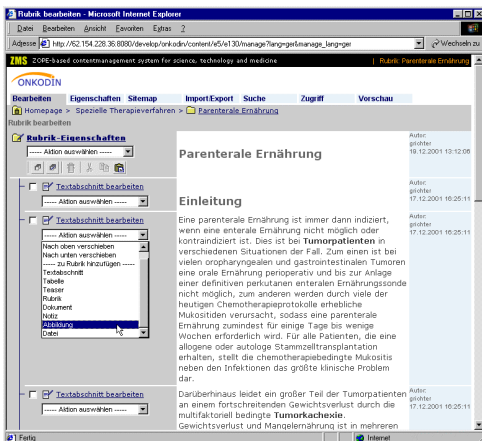 Rubrik bearbeiten - Microsoft Internet Explorer
Datei Bearbeiten Ansicht Favoriten Extras ?
Adresse http://62.154.228.36:8080/develop/onkodin/content/e5/e130/manage?lang=ger&manage_lang=ger Wechseln zu
ZMS ZOPE-based contentmanagement system for science, technology and medicine | Rubrik: Parenterale Ernährung
ONKODIN
Bearbeiten Eigenschaften Sitemap Import/Export Suche Zugriff Vorschau
Homepage > Spezielle Therapieverfahren > Parenterale Ernährung
Rubrik bearbeiten
Rubrik-Eigenschaften
----- Aktion auswählen -----
Parenterale Ernährung
Autor:
grichter
19.12.2001 13:12:06
Textabschnitt bearbeiten
----- Aktion auswählen -----
Einleitung
Autor:
grichter
17.12.2001 16:25:11
Textabschnitt bearbeiten
----- Aktion auswählen -----
Nach oben verschieben
Nach unten verschieben
----- zu Rubrik hinzufügen -----
Textabschnitt
Tabelle
Teaser
Rubrik
Dokument
Notiz
Abbildung
Datei
Eine parenterale Ernährung ist immer dann indiziert,
wenn eine enterale Ernährung nicht möglich oder
kontraindiziert ist. Dies ist bei Tumorpatienten in
verschiedenen Situationen der Fall. Zum einen ist bei
vielen oropharyngealen und gastrointestinalen Tumoren
eine orale Ernährung perioperativ und bis zur Anlage
einer definitiven perkutanen enteralen Ernährungssonde
nicht möglich, zum anderen werden durch viele der
heutigen Chemotherapieprotokolle erhebliche
Mukositiden verursacht, sodass eine parenterale
Ernährung zumindest für einige Tage bis wenige
Wochen erforderlich wird. Für alle Patienten, die eine
allogene oder autologe Stammzelltransplantation
erhalten, stellt die chemotherapiebedingte Mukositis
neben den Infektionen das größte klinische Problem
dar.
Autor:
grichter
17.12.2001 16:25:11
Textabschnitt bearbeiten
----- Aktion auswählen -----
Darüberhinaus leidet ein großer Teil der Tumorpatienten
an einem fortschreitenden Gewichtsverlust durch die
multifaktoriell bedingte Tumorkachexie.
Gewichtsverlust und Mangelernährung ist in mehreren
Autor:
grichter
17.12.2001 16:25:11
Fertig Internet